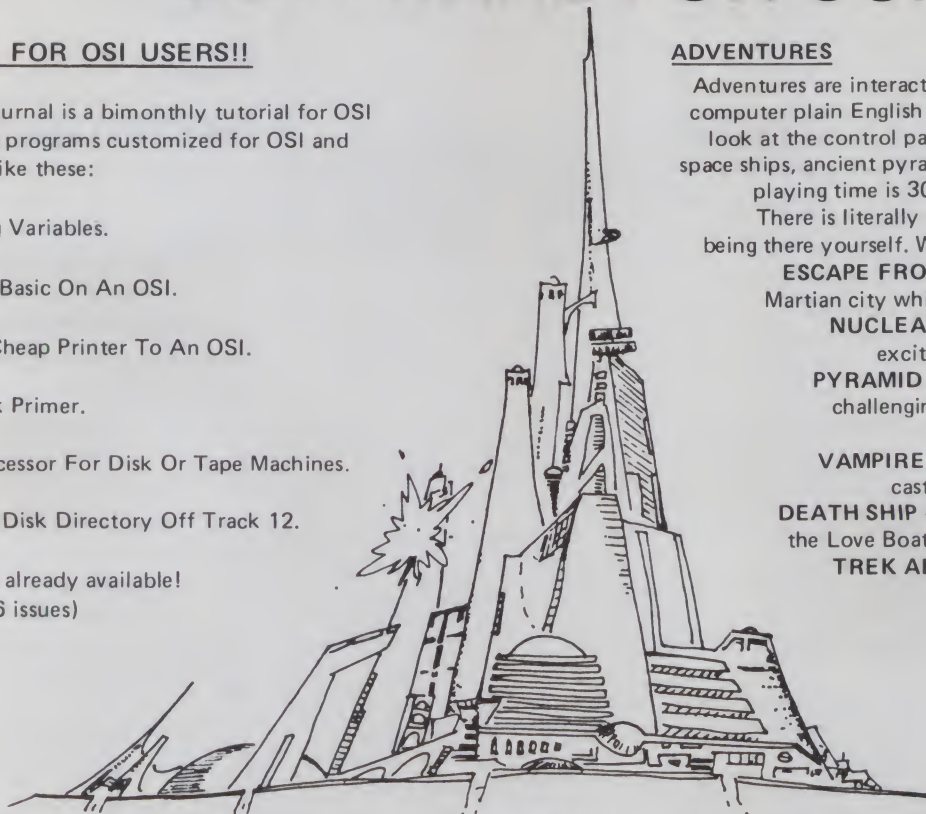 FOR OSI USERS!!
urnal is a bimonthly tutorial for OSI
programs customized for OSI and
ike these:
Variables.
Basic On An OSI.
Cheap Printer To An OSI.
Primer.
cessor For Disk Or Tape Machines.
Disk Directory Off Track 12.
already available!
6 issues)
ADVENTURES
Adventures are interact
computer plain English
look at the control pa
space ships, ancient pyra
playing time is 30
There is literally
being there yourself. W
ESCAPE FRO
Martian city wh
NUCLEA
excit
PYRAMID
challengin
VAMPIRE
cast
DEATH SHIP
the Love Boat
TREK A